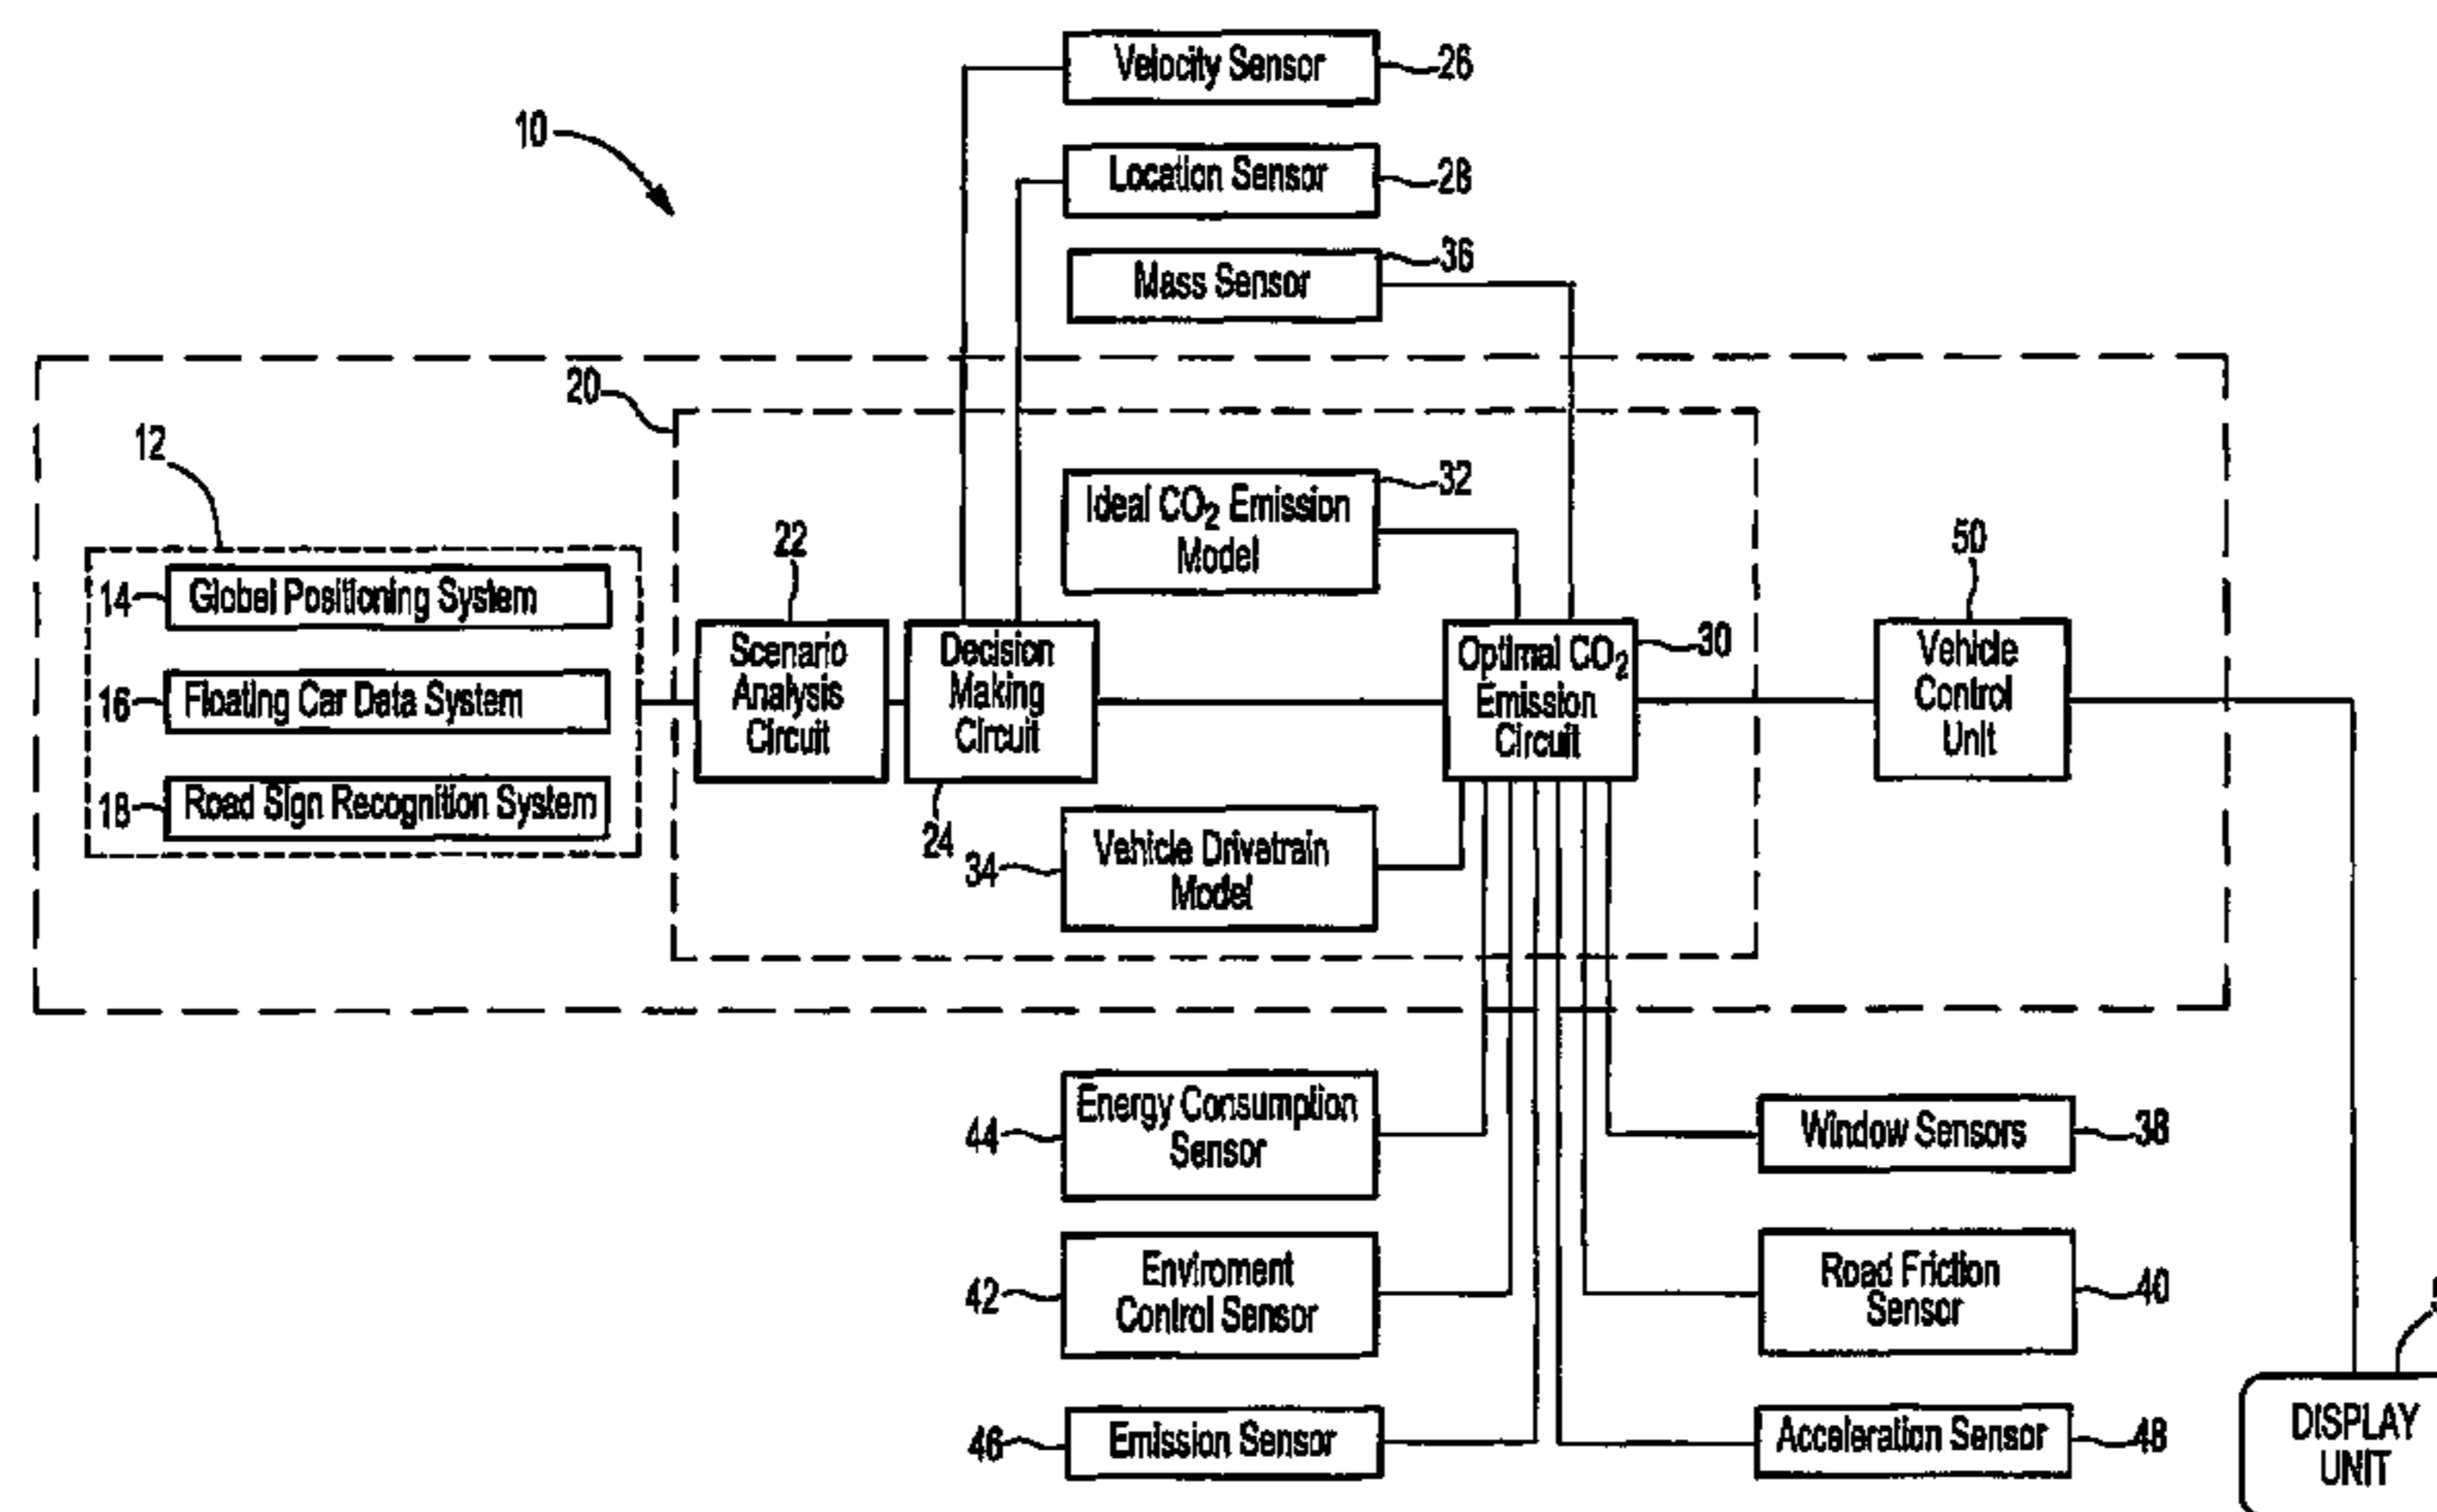 Velocity Sensor
26
10
Location Sensor
28
36
Mass Sensor
20
12
32
Ideal CO₂ Emission
Model
22
50
14
Globel Positioning System
Scenario
Analysis
Circuit
Decision
Making
Circuit
Optimal CO₂
Emission
Circuit
30
Vehicle
Control
Unit
16
Floating Car Data System
18
Road Sign Recognition System
24
34
Vehicle Drivetrain
Model
44
Energy Consumption
Sensor
Window Sensors
38
42
Enviroment
Control Sensor
Road Friction
Sensor
40
46
Emission Sensor
Acceleration Sensor
48
DISPLAY
UNIT